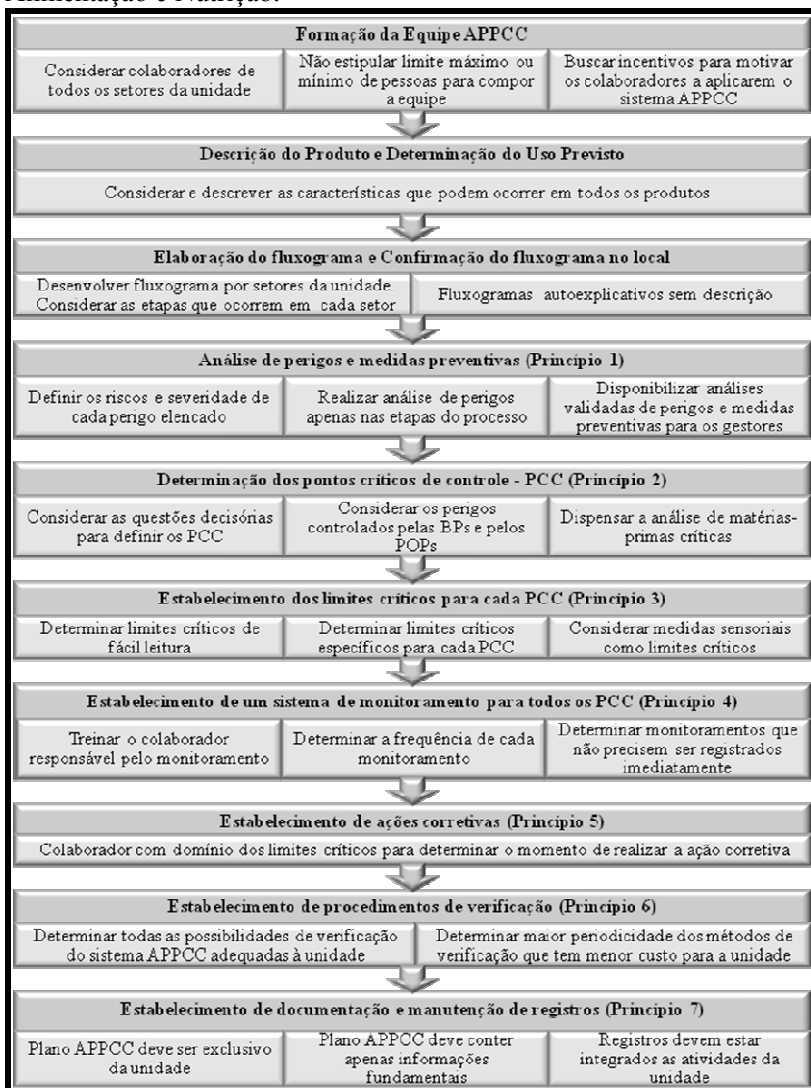 Alimentação e Nutrição.
Formação da Equipe APPCC
Considerar colaboradores de
todos os setores da unidade
Não estipular limite máximo ou
mínimo de pessoas para compor
a equipe
Buscar incentivos para motivar
os colaboradores a aplicarem o
sistema APPCC
Descrição do Produto e Determinação do Uso Previsto
Considerar e descrever as características que podem ocorrer em todos os produtos
Elaboração do fluxograma e Confirmação do fluxograma no local
Desenvolver fluxograma por setores da unidade.
Considerar as etapas que ocorrem em cada setor
Fluxogramas autoexplicativos sem descrição
Análise de perigos e medidas preventivas (Princípio 1)
Definir os riscos e severidade de
cada perigo elencado
Realizar análise de perigos
apenas nas etapas do processo
Disponibilizar análises
validadas de perigos e medidas
preventivas para os gestores
Determinação dos pontos críticos de controle - PCC (Princípio 2)
Considerar as questões decisórias
para definir os PCC
Considerar os perigos
controlados pelas BPs e pelos
POPs
Dispensar a análise de matérias-
primas críticas
Estabelecimento dos limites críticos para cada PCC (Princípio 3)
Determinar limites críticos de
fácil leitura
Determinar limites críticos
específicos para cada PCC
Considerar medidas sensoriais
como limites críticos
Estabelecimento de um sistema de monitoramento para todos os PCC (Princípio 4)
Treinar o colaborador
responsável pelo monitoramento
Determinar a frequência de cada
monitoramento
Determinar monitoramentos que
não precisem ser registrados
imediatamente
Estabelecimento de ações corretivas (Princípio 5)
Colaborador com domínio dos limites críticos para determinar o momento de realizar a ação corretiva
Estabelecimento de procedimentos de verificação (Princípio 6)
Determinar todas as possibilidades de verificação
do sistema APPCC adequadas à unidade
Determinar maior periodicidade dos métodos de
verificação que tem menor custo para a unidade
Estabelecimento de documentação e manutenção de registros (Princípio 7)
Plano APPCC deve ser exclusivo
da unidade
Plano APPCC deve conter
apenas informações
fundamentais
Registros devem estar
integrados as atividades da
unidade